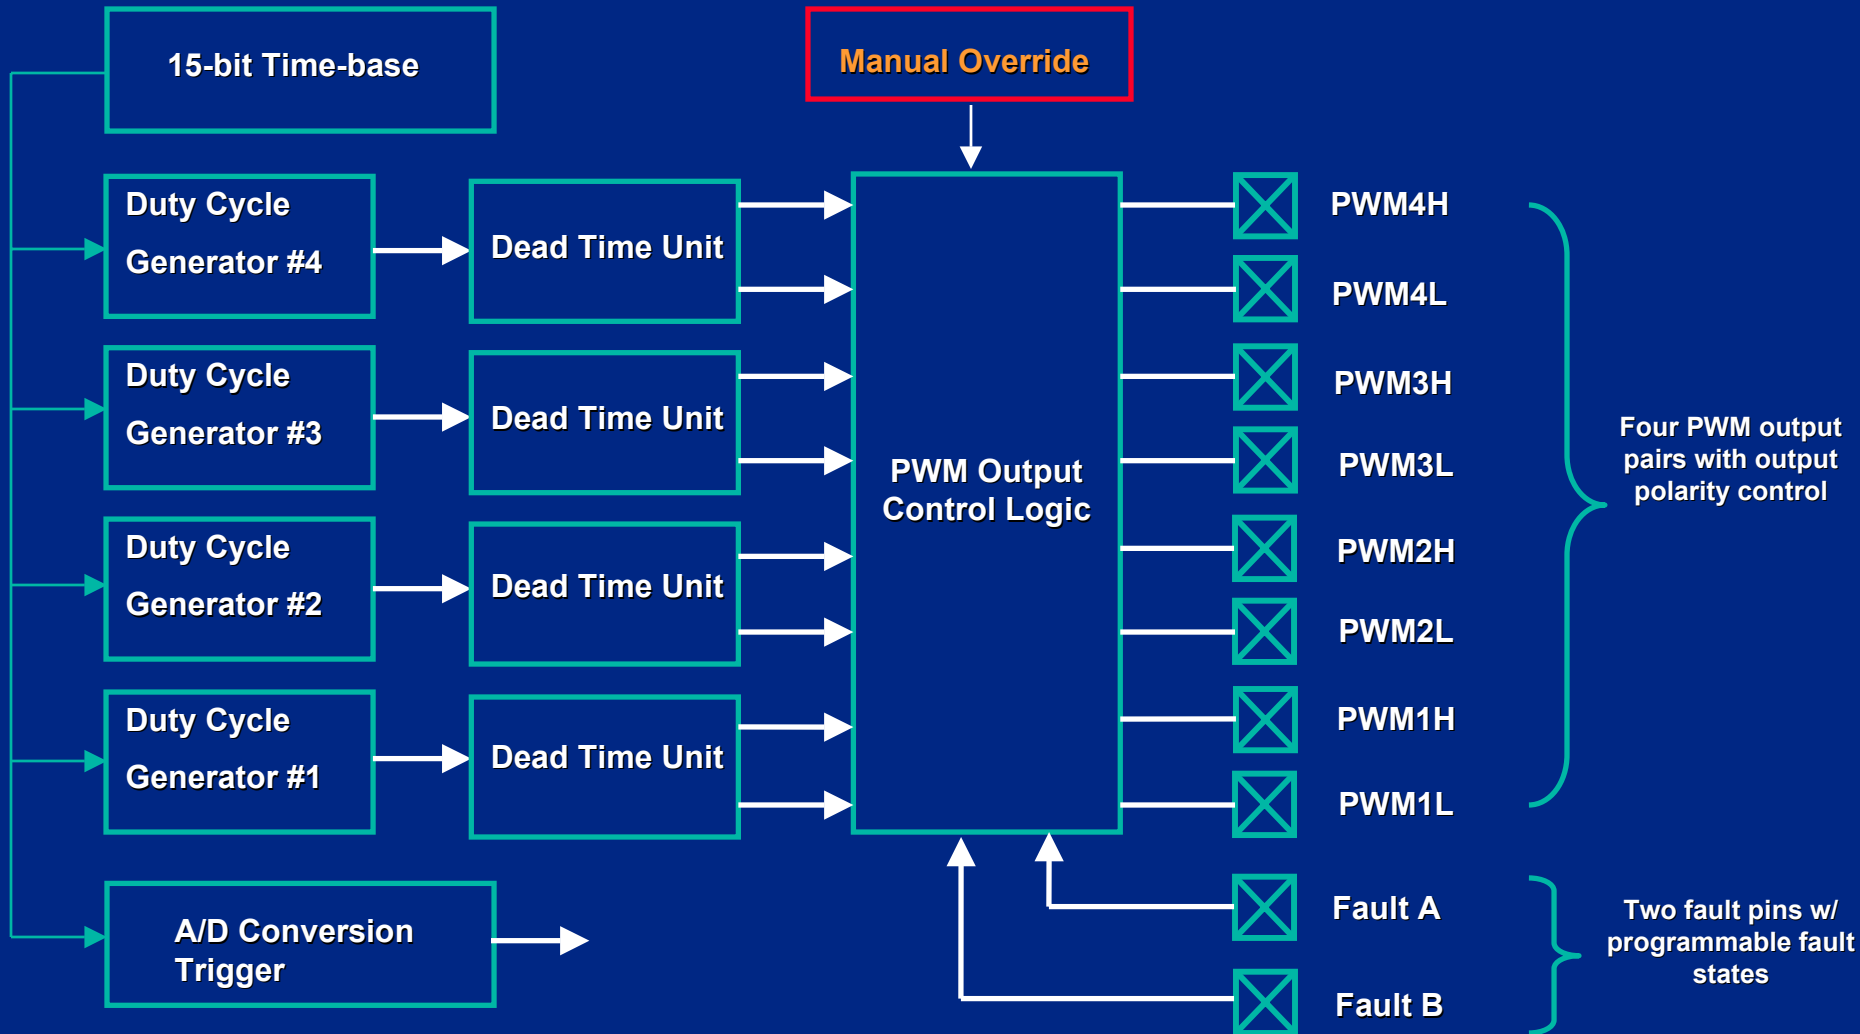 15-bit Time-base
Manual Override
Duty Cycle
Generator #4
Dead Time Unit
PWM4H
PWM4L
Duty Cycle
Generator #3
Dead Time Unit
PWM3H
PWM3L
PWM Output
Control Logic
Four PWM output
pairs with output
polarity control
Duty Cycle
Generator #2
Dead Time Unit
PWM2H
PWM2L
Duty Cycle
Generator #1
Dead Time Unit
PWM1H
PWM1L
A/D Conversion
Trigger
Fault A
Fault B
Two fault pins w/
programmable fault
states